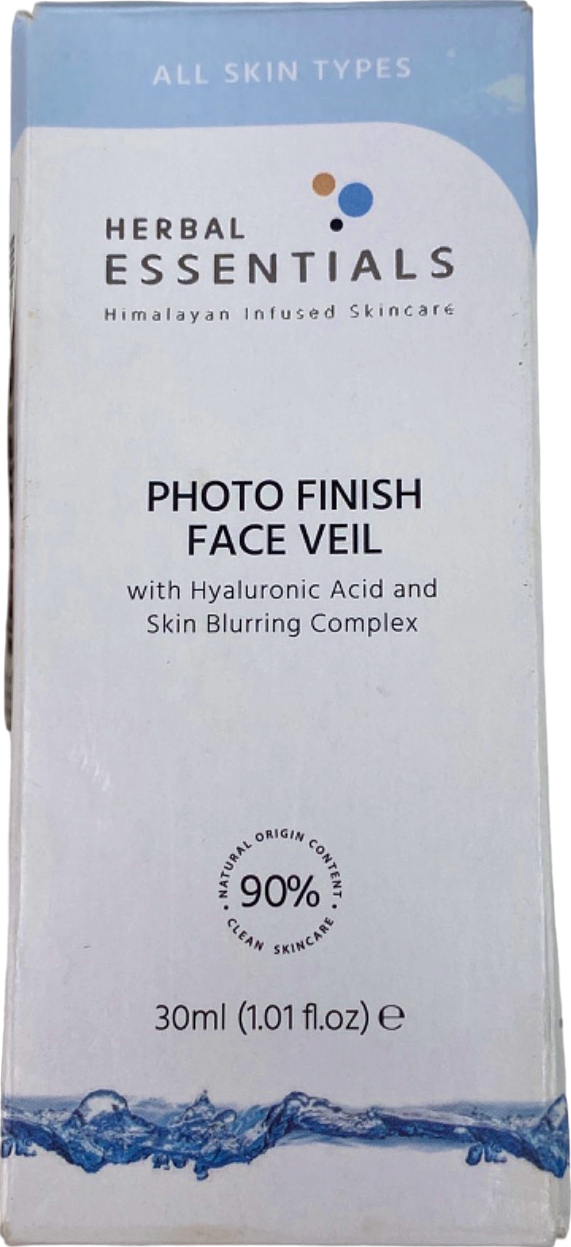 ALL SKIN TYPES
HERBAL
ESSENTIALS
Himalayan Infused Skincare
PHOTO FINISH
FACE VEIL
with Hyaluronic Acid and
Skin Blurring Complex
• NATURAL ORIGIN CONTENT •
90%
CLEAN SKINCARE
30ml (1.01 fl.oz) ℮